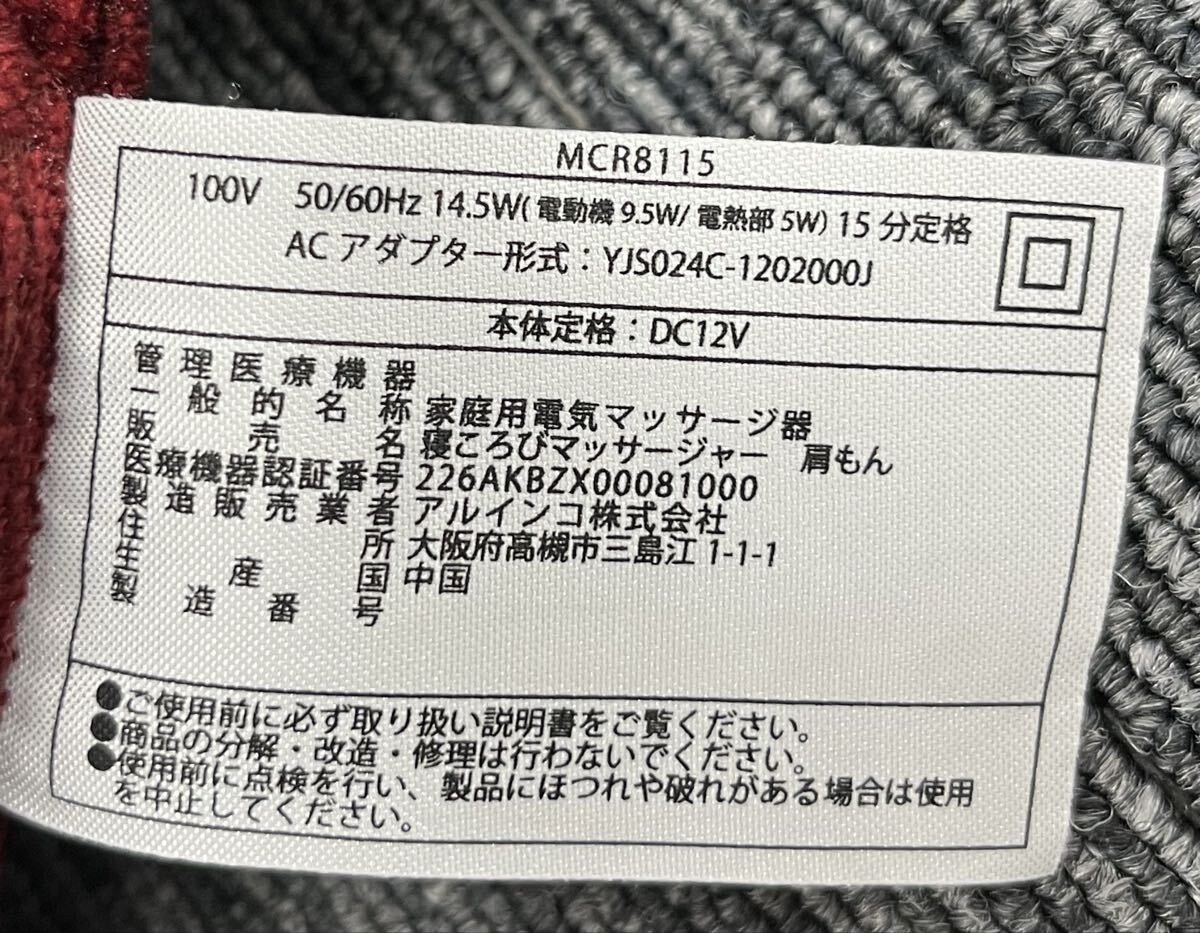 MCR8115
100V 50/60Hz 14.5W(電動機 9.5W/ 電熱部 5W) 15 分定格
AC アダプター形式：YJS024C-1202000J
本体定格：DC12V
管理医療機器
一般的名称 家庭用電気マッサージ器
販売名 寝ころびマッサージャー 肩もん
医療機器認証番号 226AKBZX00081000
製造販売業者 アルインコ株式会社
住所 大阪府高槻市三島江 1-1-1
生産国 中国
製造番号
●ご使用前に必ず取り扱い説明書をご覧ください。
●商品の分解・改造・修理は行わないでください。
●使用前に点検を行い、製品にほつれや破れがある場合は使用
を中止してください。